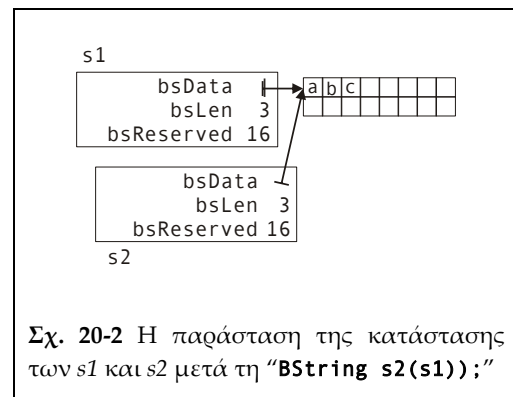 s1
bsData
a b c
bsLen 3
bsReserved 16
bsData
bsLen 3
bsReserved 16
s2
Σχ. 20-2 Η παράσταση της κατάστασης
των s1 και s2 μετά τη “BString s2(s1));”